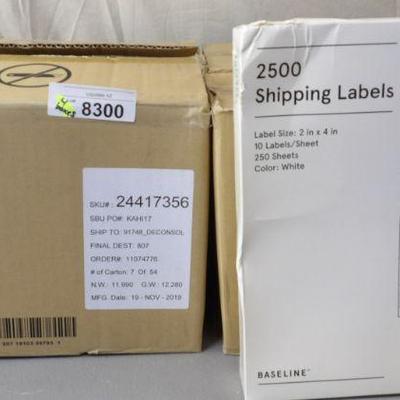 8300
SKU#: 24417356
SBU PO#: KAHI17
SHIP TO: 91748_DECONSOL
FINAL DEST: 807
ORDER#: 11074776
# of Carton: 7 Of 54
N.W.: 11.990 G.W.: 12.280
MFG. Date: 19 - NOV - 2019
2500
Shipping Labels
Label Size: 2 in x 4 in
10 Labels/Sheet
250 Sheets
Color: White
BASELINE™